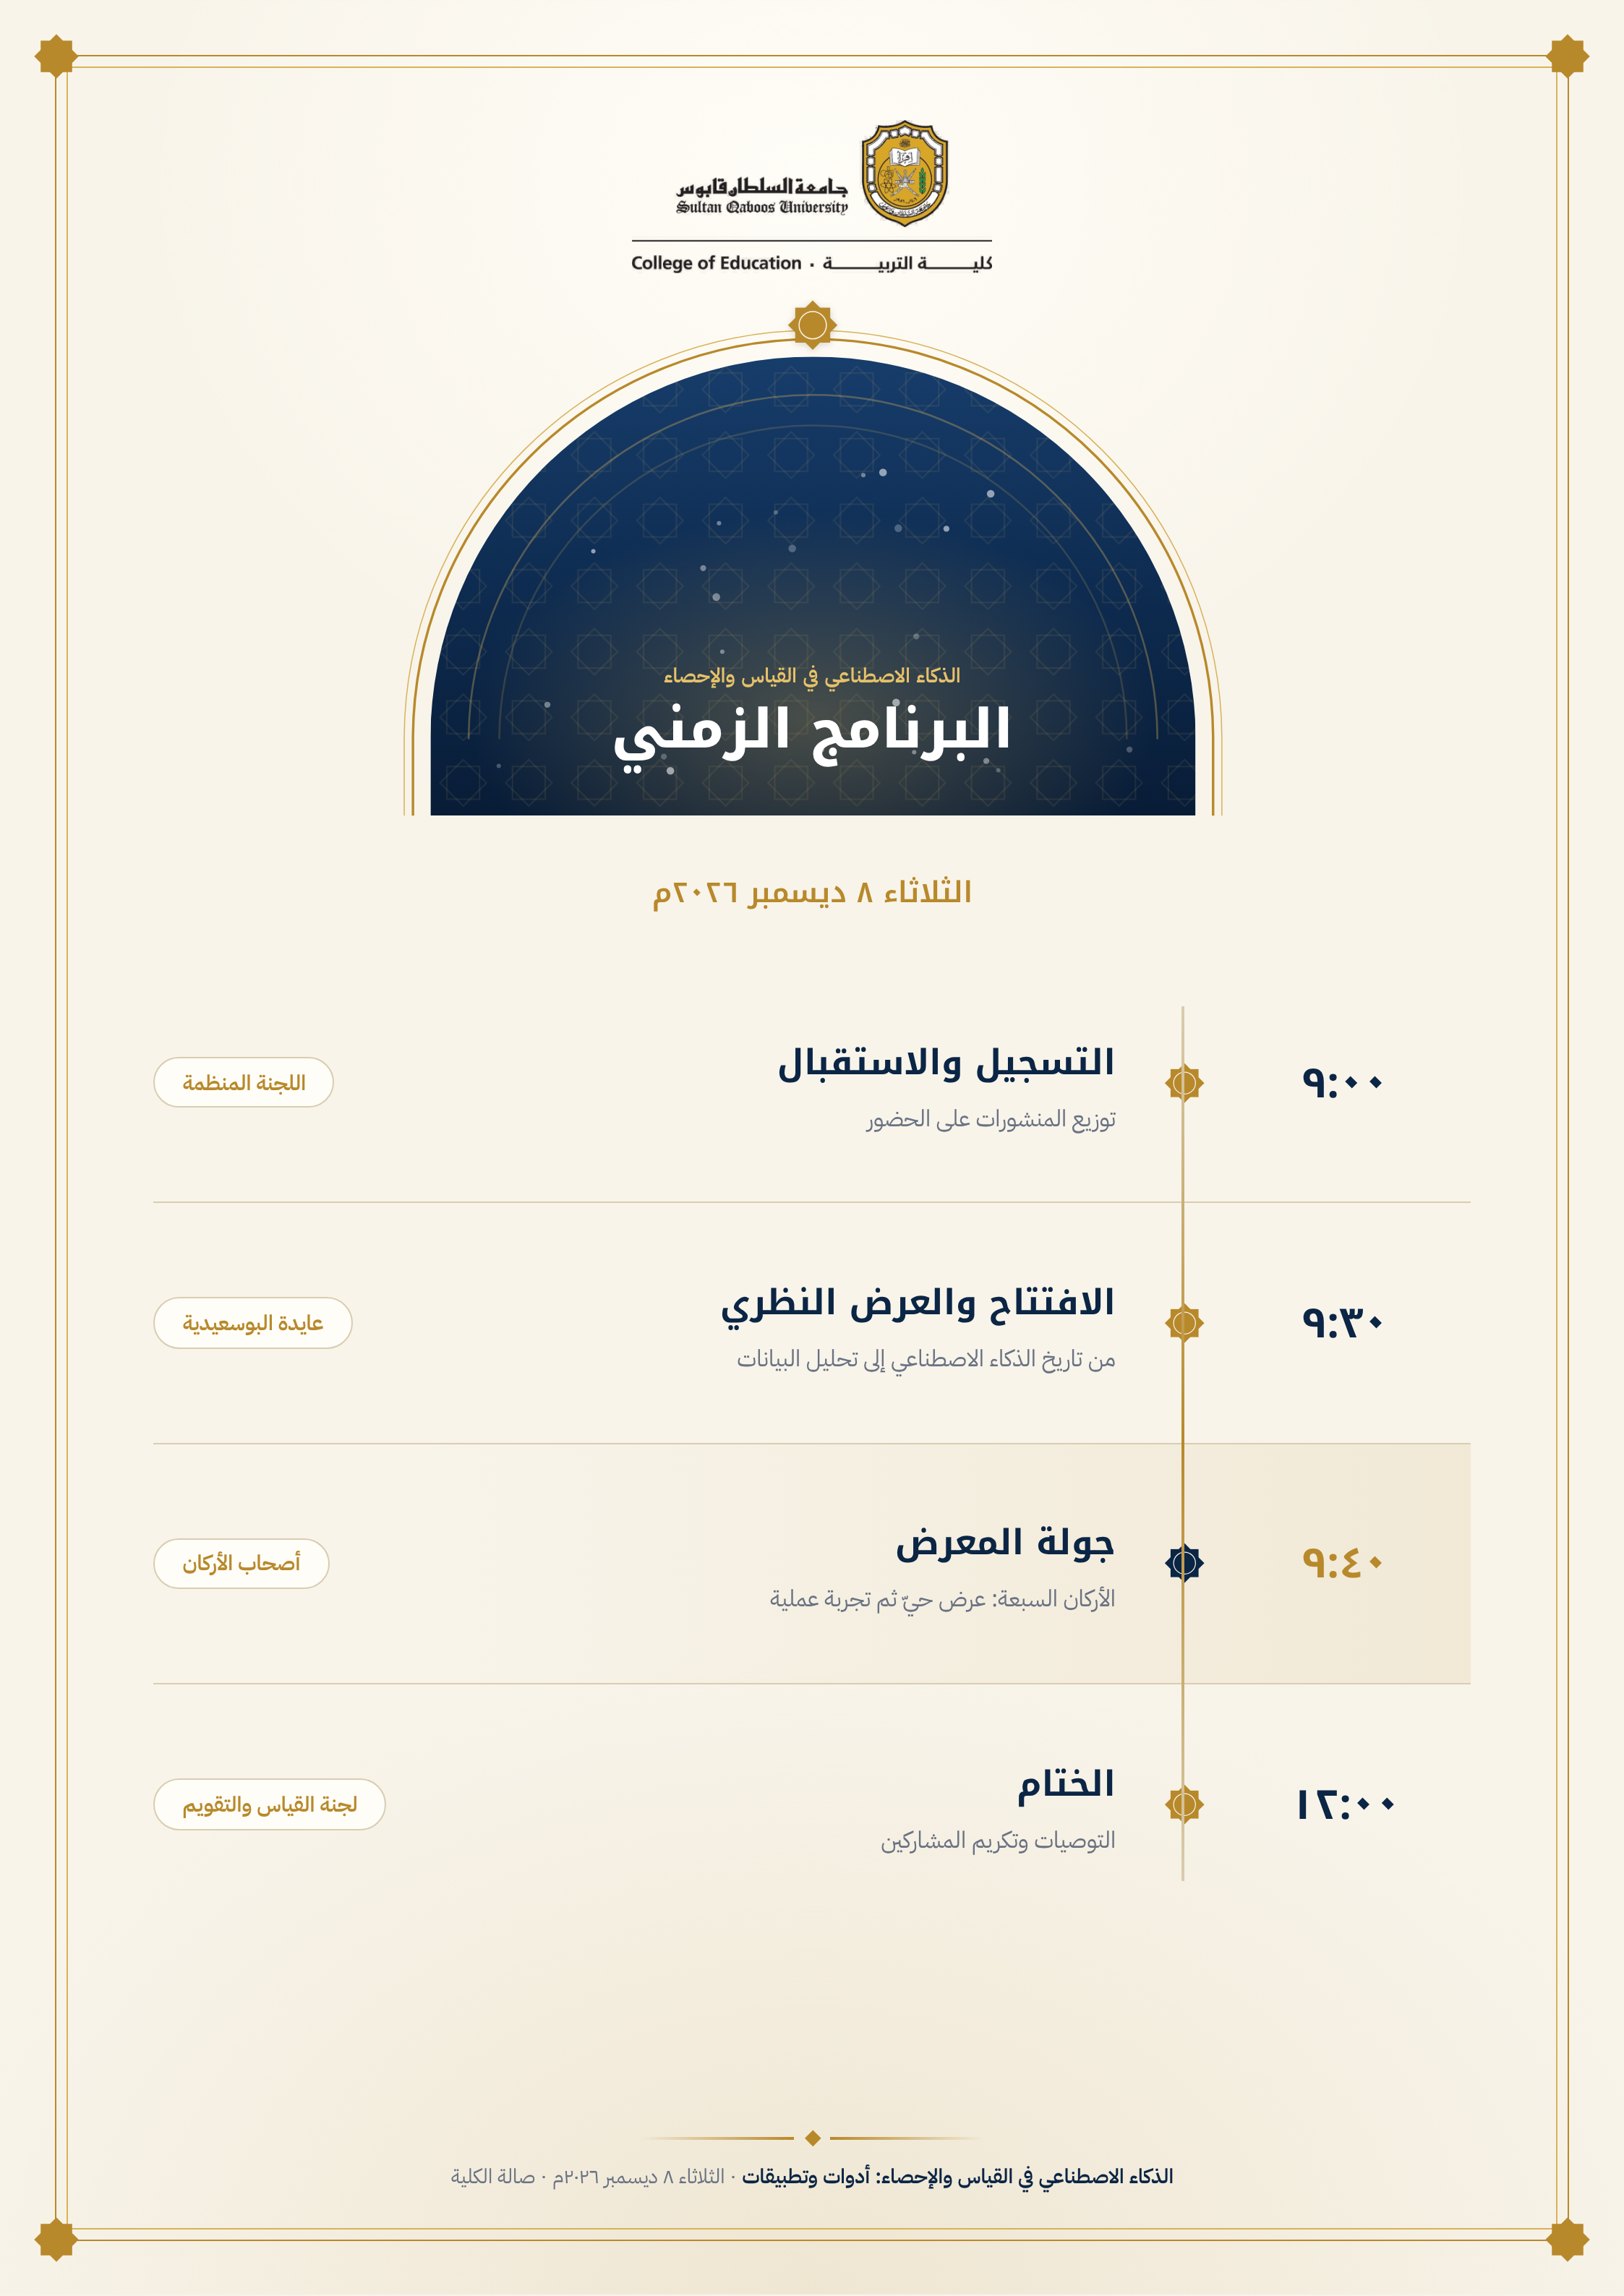 جامعة السلطان قابوس
Sultan Qaboos University
كليـــــــة التربيـــــــة · College of Education
الذكاء الاصطناعي في القياس والإحصاء
البرنامج الزمني
الثلاثاء ٨ ديسمبر ٢٠٢٦م
٩:٠٠
التسجيل والاستقبال
توزيع المنشورات على الحضور
اللجنة المنظمة
٩:٣٠
الافتتاح والعرض النظري
من تاريخ الذكاء الاصطناعي إلى تحليل البيانات
عايدة البوسعيدية
٩:٤٠
جولة المعرض
الأركان السبعة: عرض حيّ ثم تجربة عملية
أصحاب الأركان
١٢:٠٠
الختام
التوصيات وتكريم المشاركين
لجنة القياس والتقويم
الذكاء الاصطناعي في القياس والإحصاء: أدوات وتطبيقات · الثلاثاء ٨ ديسمبر ٢٠٢٦م · صالة الكلية